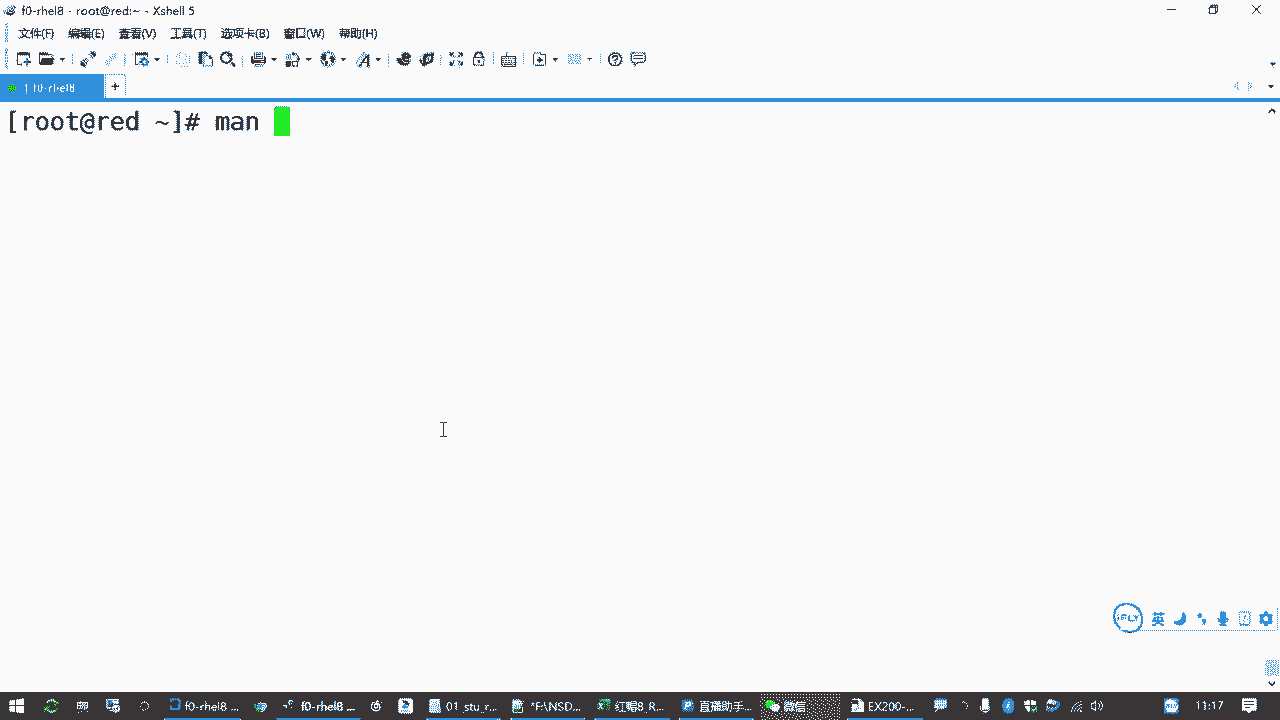 f0-rhel8 - root@red:~ - Xshell 5
文件(F) 编辑(E) 查看(V) 工具(T) 选项卡(B) 窗口(W) 帮助(H)
1 f0-rhel8
[root@red ~]# man
iFLY 英
f0-rhel8 ... f0-rhel8 ... 01_stu_r... *F:\NSD... 红帽8_R... 直播助手... 微信 EX200-... 11:17